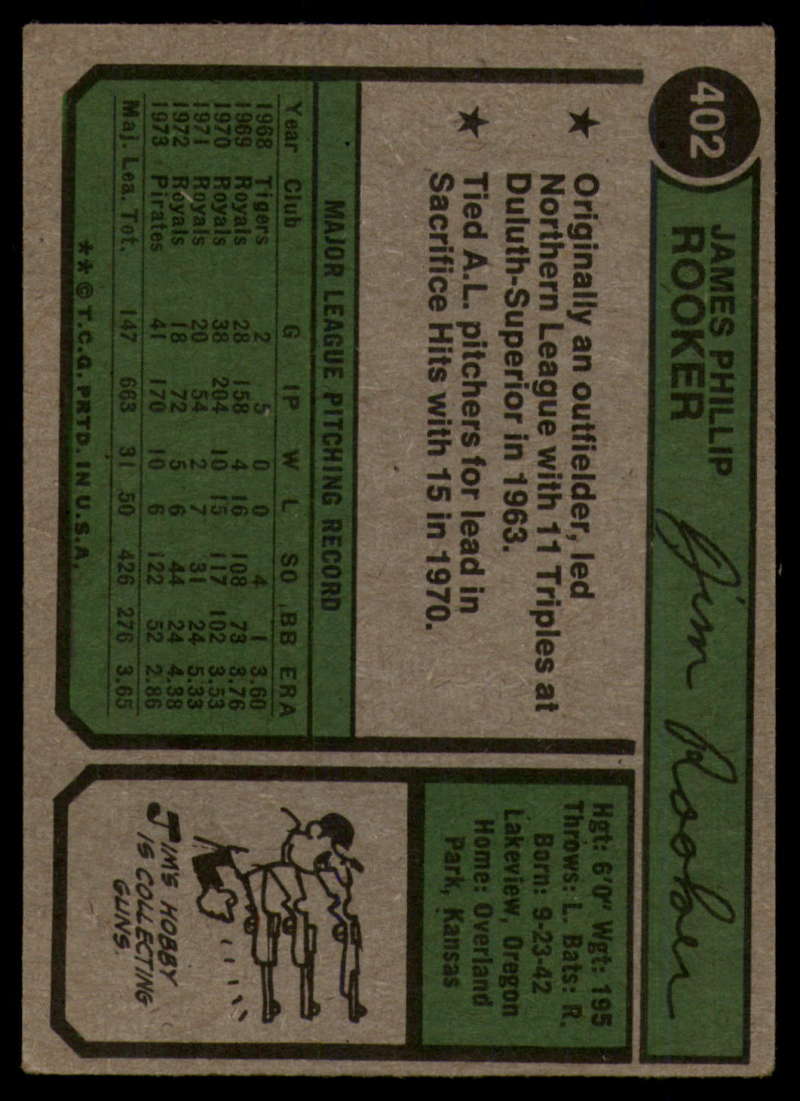 402
JAMES PHILLIP
ROOKER
Jim Rooker
★ Originally an outfielder, led
Northern League with 11 Triples at
Duluth-Superior in 1963.
★ Tied A.L. pitchers for lead in
Sacrifice Hits with 15 in 1970.
MAJOR LEAGUE PITCHING RECORD
Year Club G IP W L SO BB ERA
1968 Tigers 2 5 0 0 4 1 3.60
1969 Royals 28 158 4 16 108 73 3.76
1970 Royals 38 204 10 15 117 102 3.53
1971 Royals 20 54 2 7 31 24 5.33
1972 Royals 18 72 5 6 44 24 4.38
1973 Pirates 41 170 10 6 122 52 2.86
Maj. Lea. Tot. 147 663 31 50 426 276 3.65
**© T.C.G. PRTD. IN U.S.A.
Hgt: 6'0" Wgt: 195
Throws: L. Bats: R.
Born: 9-23-42
Lakeview, Oregon
Home: Overland
Park, Kansas
JIM'S HOBBY
IS COLLECTING
GUNS.